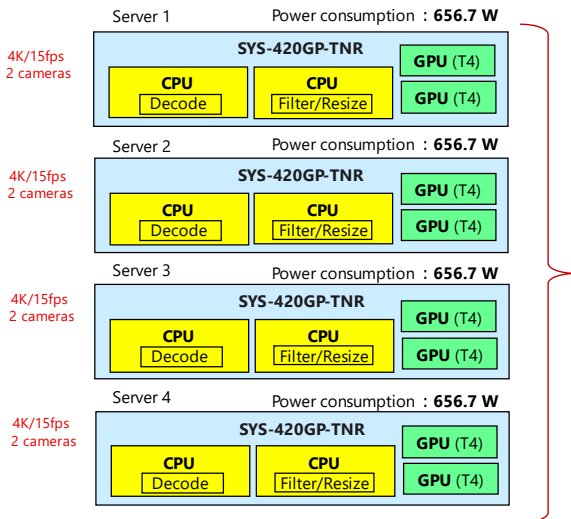 Server 1 Power consumption : 656.7 W
4K/15fps
2 cameras
SYS-420GP-TNR
CPU
Decode
CPU
Filter/Resize
GPU (T4)
GPU (T4)
Server 2 Power consumption : 656.7 W
4K/15fps
2 cameras
SYS-420GP-TNR
CPU
Decode
CPU
Filter/Resize
GPU (T4)
GPU (T4)
Server 3 Power consumption : 656.7 W
4K/15fps
2 cameras
SYS-420GP-TNR
CPU
Decode
CPU
Filter/Resize
GPU (T4)
GPU (T4)
Server 4 Power consumption : 656.7 W
4K/15fps
2 cameras
SYS-420GP-TNR
CPU
Decode
CPU
Filter/Resize
GPU (T4)
GPU (T4)